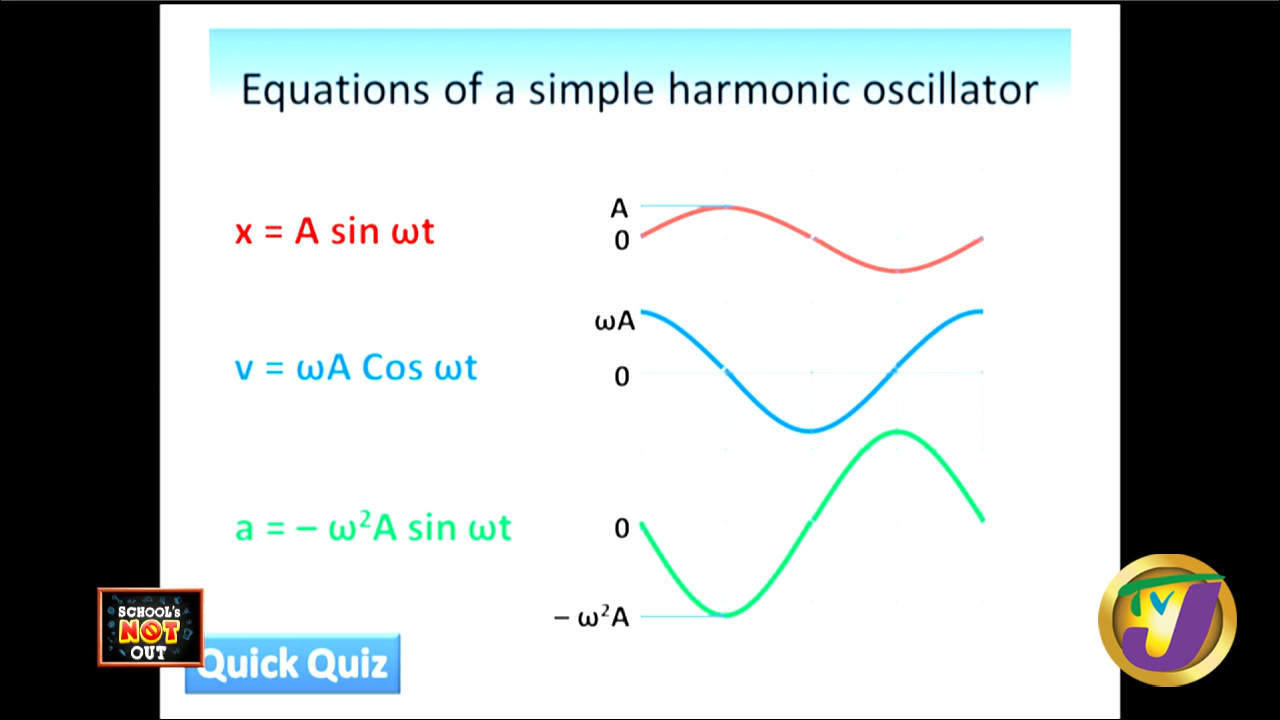 Equations of a simple harmonic oscillator
x = A sin ωt
A
0
v = ωA Cos ωt
ωA
0
a = – ω²A sin ωt
0
– ω²A
SCHOOL'S
NOT
OUT
Quick Quiz
TVJ